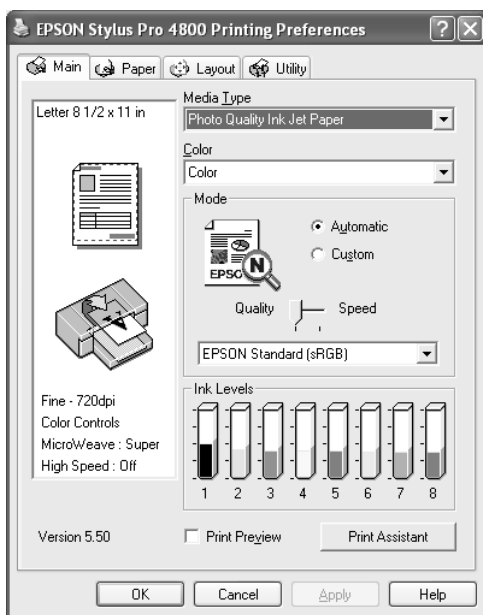 EPSON Stylus Pro 4800 Printing Preferences
Main
Paper
Layout
Utility
Letter 8 1/2 x 11 in
Media Type
Photo Quality Ink Jet Paper
Color
Color
Mode
EPSON
N
Automatic
Custom
Quality
Speed
EPSON Standard (sRGB)
Fine - 720dpi
Color Controls
MicroWeave : Super
High Speed : Off
Ink Levels
1 2 3 4 5 6 7 8
Version 5.50
Print Preview
Print Assistant
OK
Cancel
Apply
Help